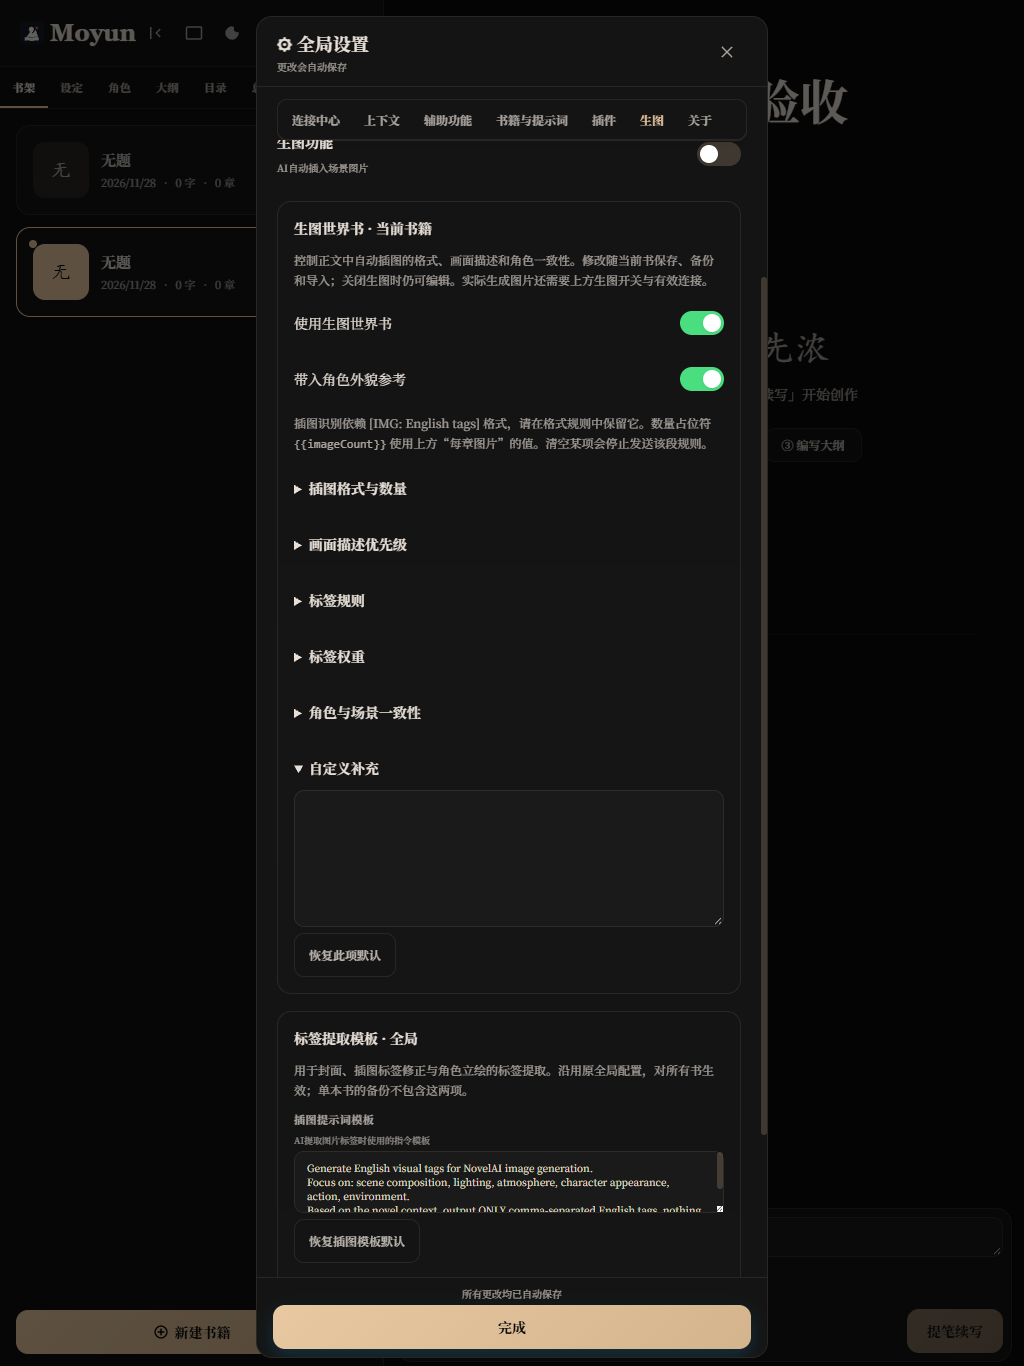 Moyun
书架 设定 角色 大纲 目录
无
无题
2026/11/28 · 0 字 · 0 章
无
无题
2026/11/28 · 0 字 · 0 章
新建书籍
全局设置
更改会自动保存
连接中心 上下文 辅助功能 书籍与提示词 插件 生图 关于
生图功能
AI自动插入场景图片
生图世界书 · 当前书籍
控制正文中自动插图的格式、画面描述和角色一致性。修改随当前书保存、备份
和导入；关闭生图时仍可编辑。实际生成图片还需要上方生图开关与有效连接。
使用生图世界书
带入角色外貌参考
插图识别依赖 [IMG: English tags] 格式，请在格式规则中保留它。数量占位符
{{imageCount}} 使用上方“每章图片”的值。清空某项会停止发送该段规则。
插图格式与数量
画面描述优先级
标签规则
标签权重
角色与场景一致性
自定义补充
恢复此项默认
标签提取模板 · 全局
用于封面、插图标签修正与角色立绘的标签提取。沿用原全局配置，对所有书生
效；单本书的备份不包含这两项。
插图提示词模板
AI提取图片标签时使用的指令模板
Generate English visual tags for NovelAI image generation.
Focus on: scene composition, lighting, atmosphere, character appearance,
action, environment.
Based on the novel context, output ONLY comma-separated English tags, nothing
恢复插图模板默认
所有更改均已自动保存
完成
验收
先浓
续写」开始创作
③ 编写大纲
提笔续写